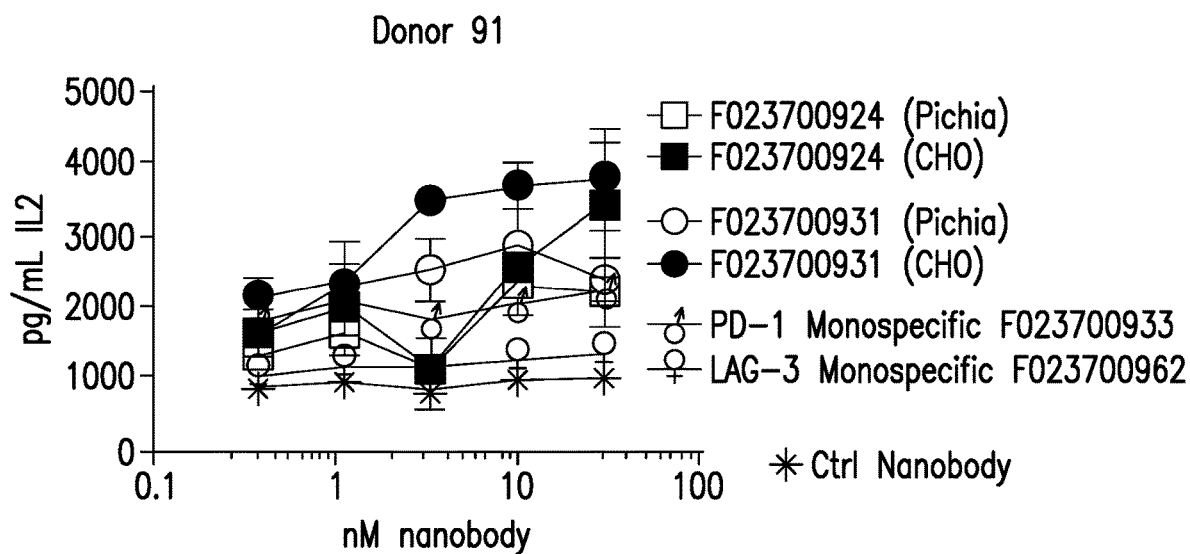 Donor 91
5000
4000
3000
2000
1000
0
pg/mL IL2
0.1
1
10
100
nM nanobody
F023700924 (Pichia)
F023700924 (CHO)
F023700931 (Pichia)
F023700931 (CHO)
PD-1 Monospecific F023700933
LAG-3 Monospecific F023700962
Ctrl Nanobody